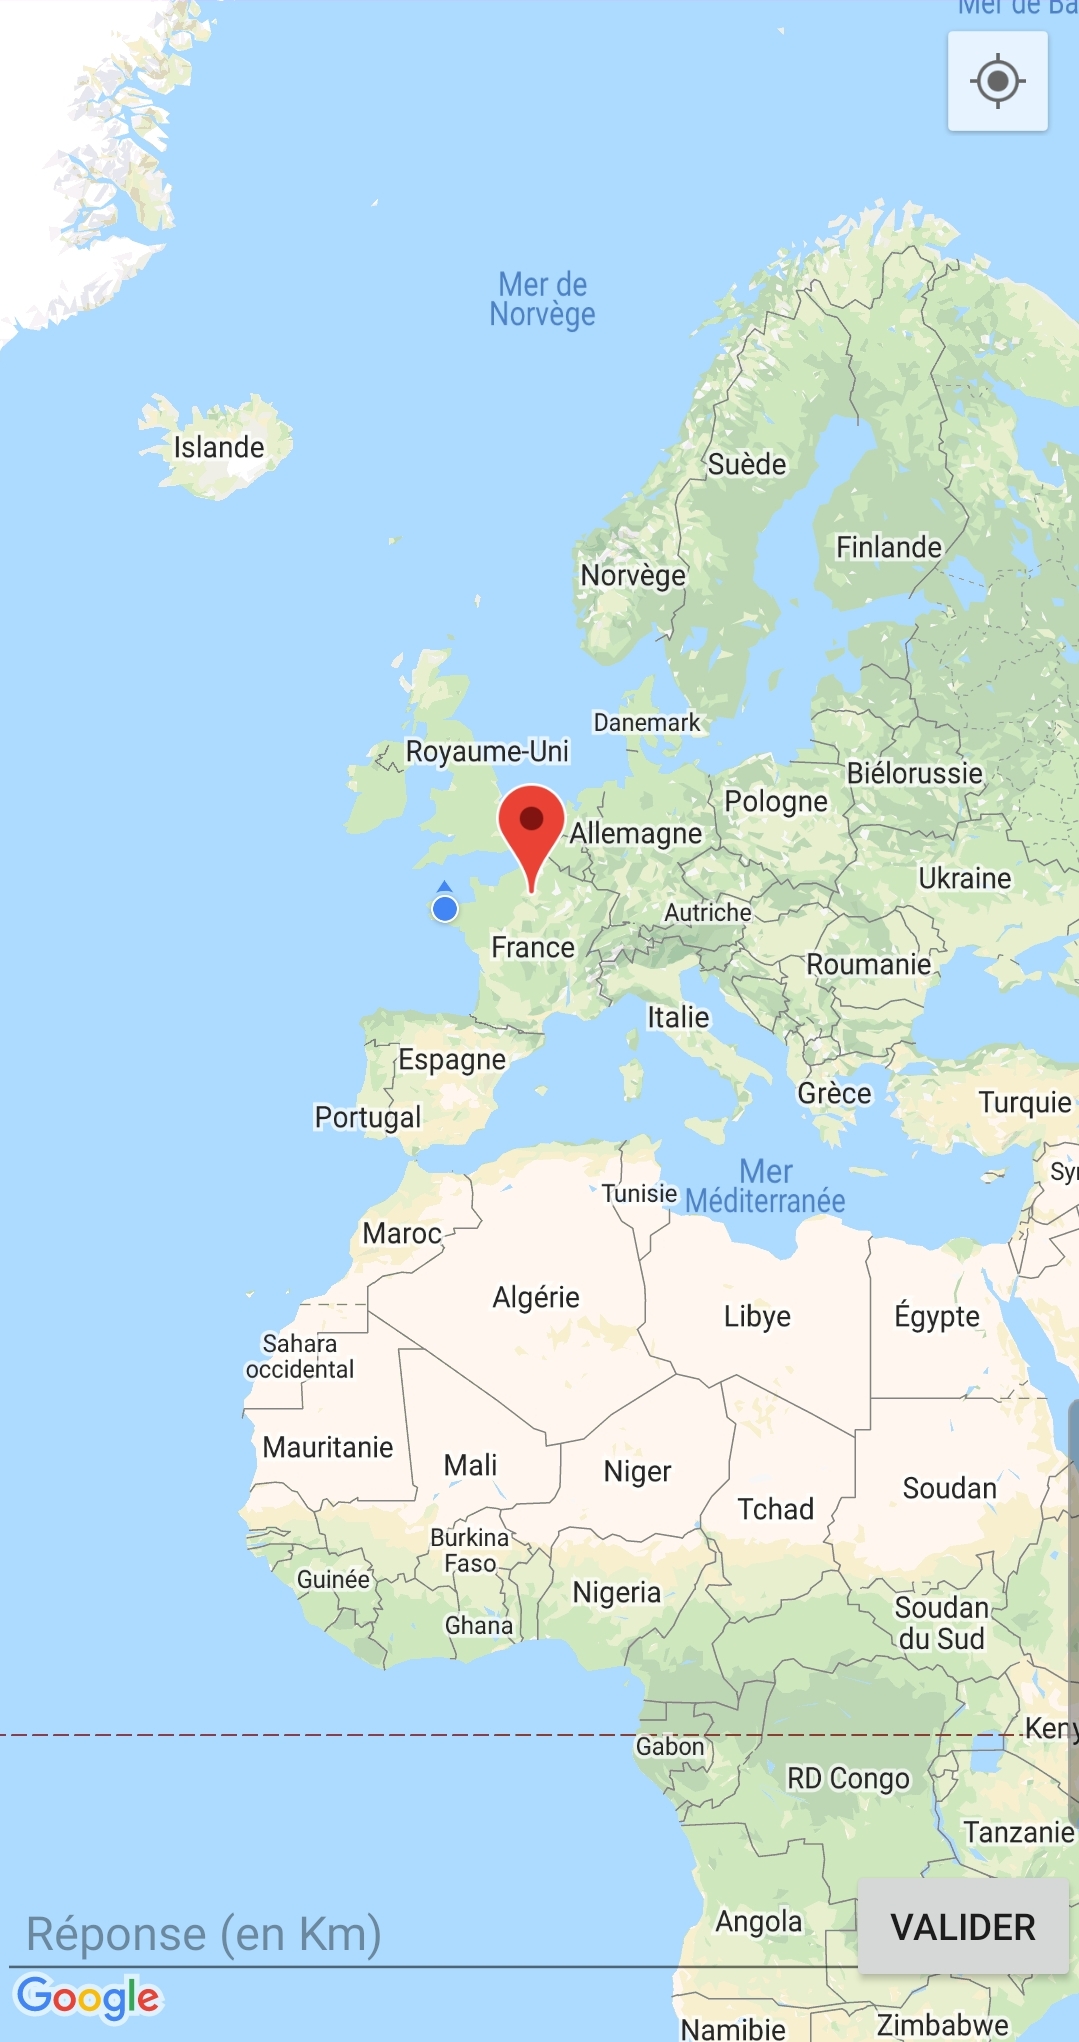 Mer de Ba
Mer de
Norvège
Islande
Suède
Finlande
Norvège
Danemark
Royaume-Uni
Biélorussie
Pologne
Allemagne
Ukraine
Autriche
France
Roumanie
Italie
Espagne
Grèce
Turquie
Portugal
Mer
Méditerranée
Syr
Tunisie
Maroc
Algérie
Libye
Égypte
Sahara
occidental
Mauritanie
Mali
Niger
Soudan
Tchad
Burkina
Faso
Guinée
Nigeria
Ghana
Soudan
du Sud
Keny
Gabon
RD Congo
Tanzanie
Angola
Réponse (en Km)
VALIDER
Google
Namibie
Zimbabwe